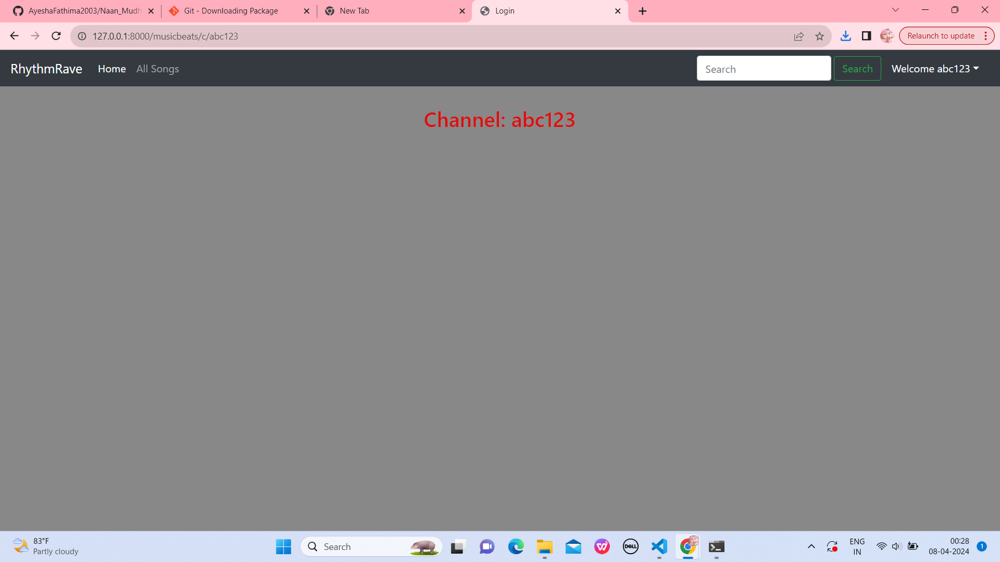 AyeshaFathima2003/Naan_Mudh
Git - Downloading Package
New Tab
Login
127.0.0.1:8000/musicbeats/c/abc123
Relaunch to update
RhythmRave
Home
All Songs
Search
Search
Welcome abc123
Channel: abc123
83°F
Partly cloudy
Search
DELL
ENG
IN
00:28
08-04-2024
1